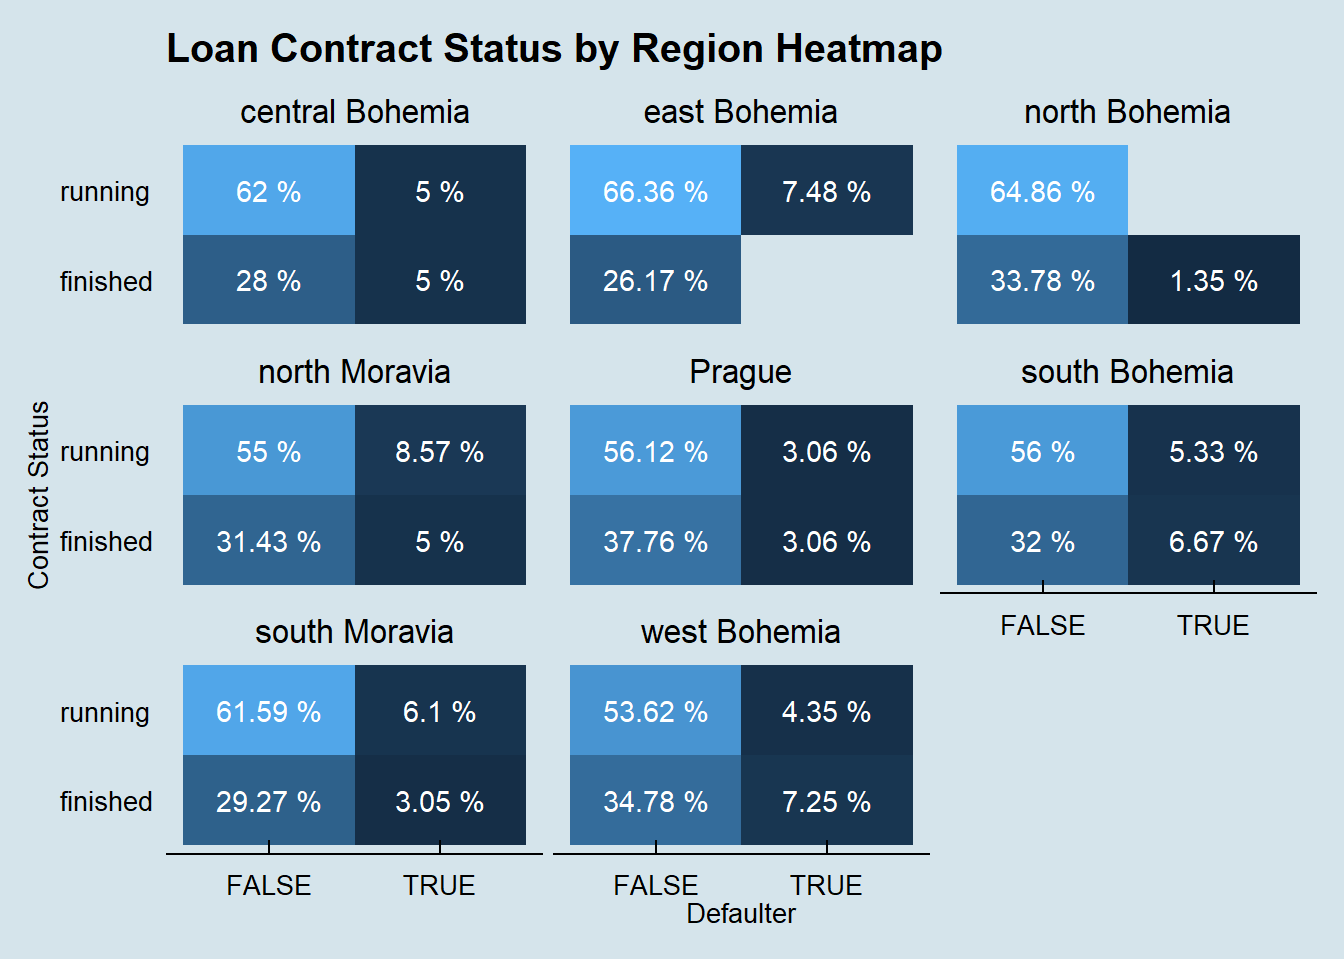 Loan Contract Status by Region Heatmap
central Bohemia
east Bohemia
north Bohemia
running
62 %
5 %
66.36 %
7.48 %
64.86 %
finished
28 %
5 %
26.17 %
33.78 %
1.35 %
north Moravia
Prague
south Bohemia
Contract Status
running
55 %
8.57 %
56.12 %
3.06 %
56 %
5.33 %
finished
31.43 %
5 %
37.76 %
3.06 %
32 %
6.67 %
FALSE
TRUE
south Moravia
west Bohemia
running
61.59 %
6.1 %
53.62 %
4.35 %
finished
29.27 %
3.05 %
34.78 %
7.25 %
FALSE
TRUE
FALSE
TRUE
Defaulter